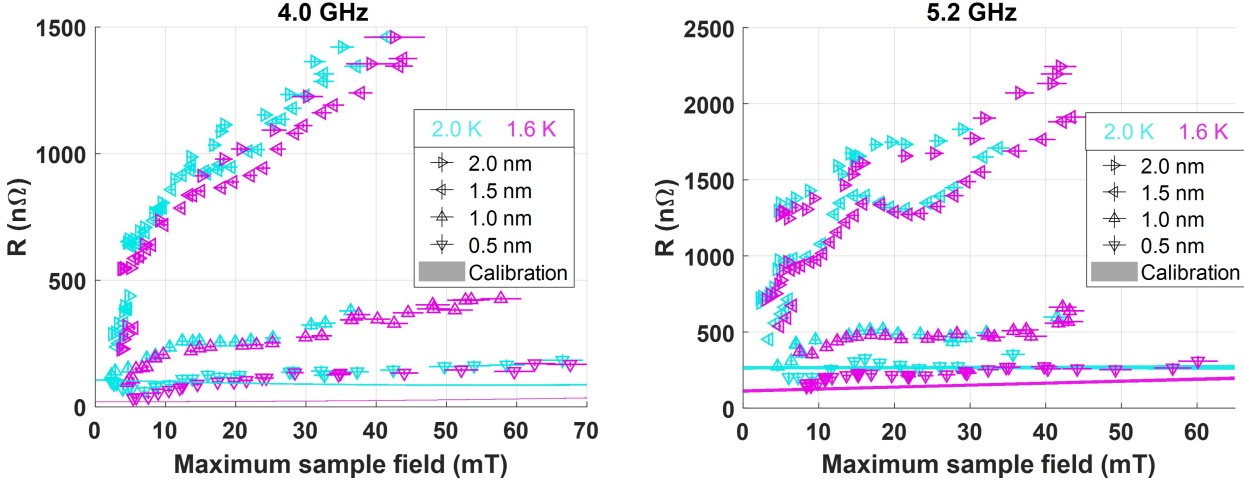 4.0 GHz
1500
1000
500
0
R (nΩ)
0 10 20 30 40 50 60 70
Maximum sample field (mT)
2.0 K 1.6 K
2.0 nm
1.5 nm
1.0 nm
0.5 nm
Calibration
5.2 GHz
2500
2000
1500
1000
500
0
R (nΩ)
0 10 20 30 40 50 60
Maximum sample field (mT)
2.0 K 1.6 K
2.0 nm
1.5 nm
1.0 nm
0.5 nm
Calibration